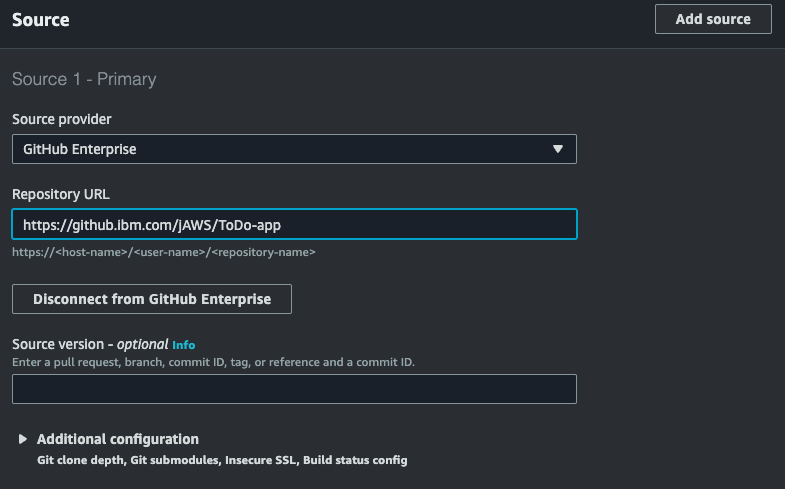 Source
Add source
Source 1 - Primary
Source provider
GitHub Enterprise
Repository URL
https://github.ibm.com/jAWS/ToDo-app
https://<host-name>/<user-name>/<repository-name>
Disconnect from GitHub Enterprise
Source version - optional Info
Enter a pull request, branch, commit ID, tag, or reference and a commit ID.
Additional configuration
Git clone depth, Git submodules, Insecure SSL, Build status config